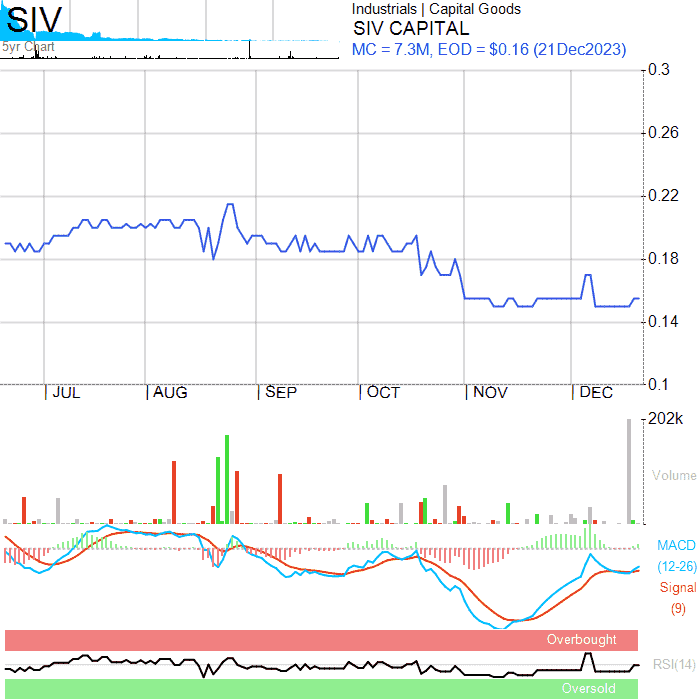 SIV
5yr Chart
Industrials | Capital Goods
SIV CAPITAL
MC = 7.3M, EOD = $0.16 (21Dec2023)
0.3
0.26
0.22
0.18
0.14
0.1
JUL AUG SEP OCT NOV DEC
202k
Volume
MACD
(12-26)
Signal
(9)
Overbought
RSI(14)
Oversold